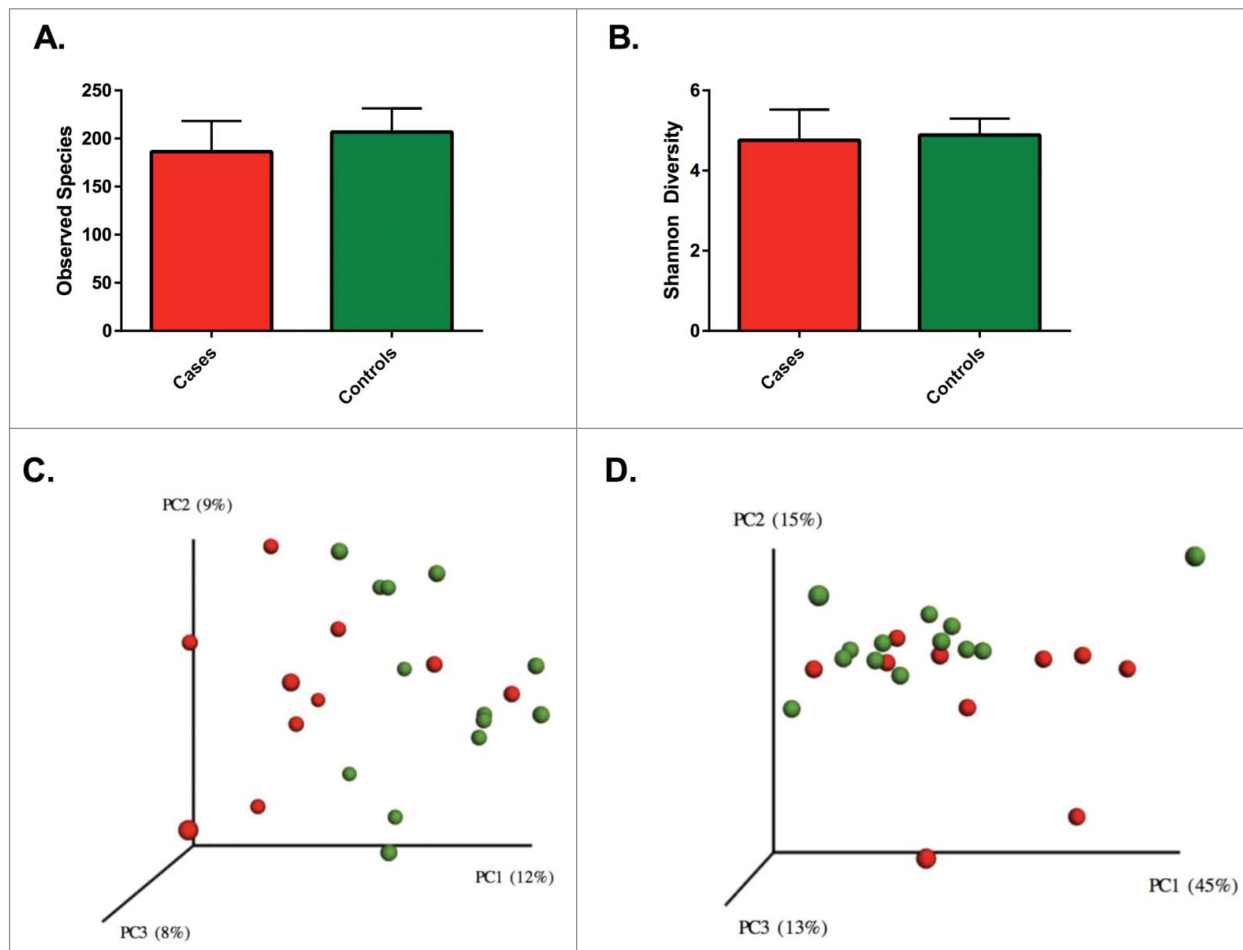 A.
250
200
150
100
50
0
Observed Species
Cases
Controls
B.
6
4
2
0
Shannon Diversity
Cases
Controls
C.
PC2 (9%)
PC1 (12%)
PC3 (8%)
D.
PC2 (15%)
PC1 (45%)
PC3 (13%)